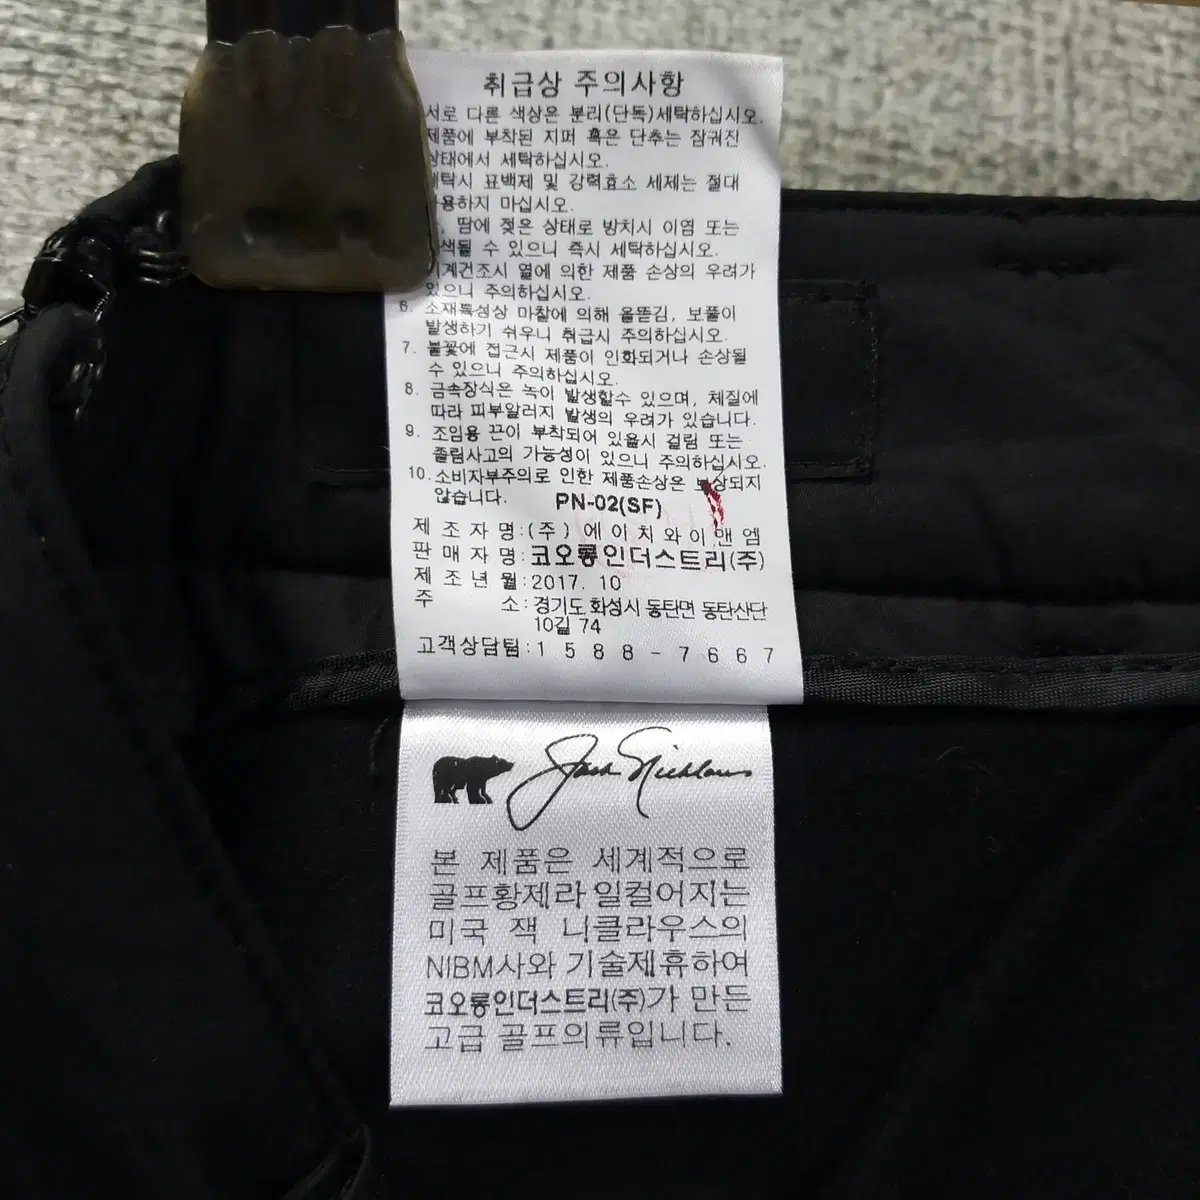 취급상 주의사항
서로 다른 색상은 분리(단독)세탁하십시오.
제품에 부착된 지퍼 혹은 단추는 잠궈진
상태에서 세탁하십시오.
세탁시 표백제 및 강력효소 세제는 절대
사용하지 마십시오.
땀에 젖은 상태로 방치시 이염 또는
색될 수 있으니 즉시 세탁하십시오.
기계건조시 열에 의한 제품 손상의 우려가
있으니 주의하십시오.
6. 소재특성상 마찰에 의해 올뜯김, 보풀이
발생하기 쉬우니 취급시 주의하십시오.
7. 불꽃에 접근시 제품이 인화되거나 손상될
수 있으니 주의하십시오.
8. 금속장식은 녹이 발생할수 있으며, 체질에
따라 피부알러지 발생의 우려가 있습니다.
9. 조임용 끈이 부착되어 있을시 걸림 또는
졸림사고의 가능성이 있으니 주의하십시오.
10. 소비자부주의로 인한 제품손상은 보상되지
않습니다. PN-02(SF)
제 조 자 명:(주) 에이치와이앤엠
판 매 자 명:코오롱인더스트리(주)
제 조 년 월:2017. 10
주 소:경기도 화성시 동탄면 동탄산단
10길 74
고객상담팀:1588-7667
Jack Nicklaus
본 제품은 세계적으로
골프황제라 일컬어지는
미국 잭 니클라우스의
NIBM사와 기술제휴하여
코오롱인더스트리(주)가 만든
고급 골프의류입니다.